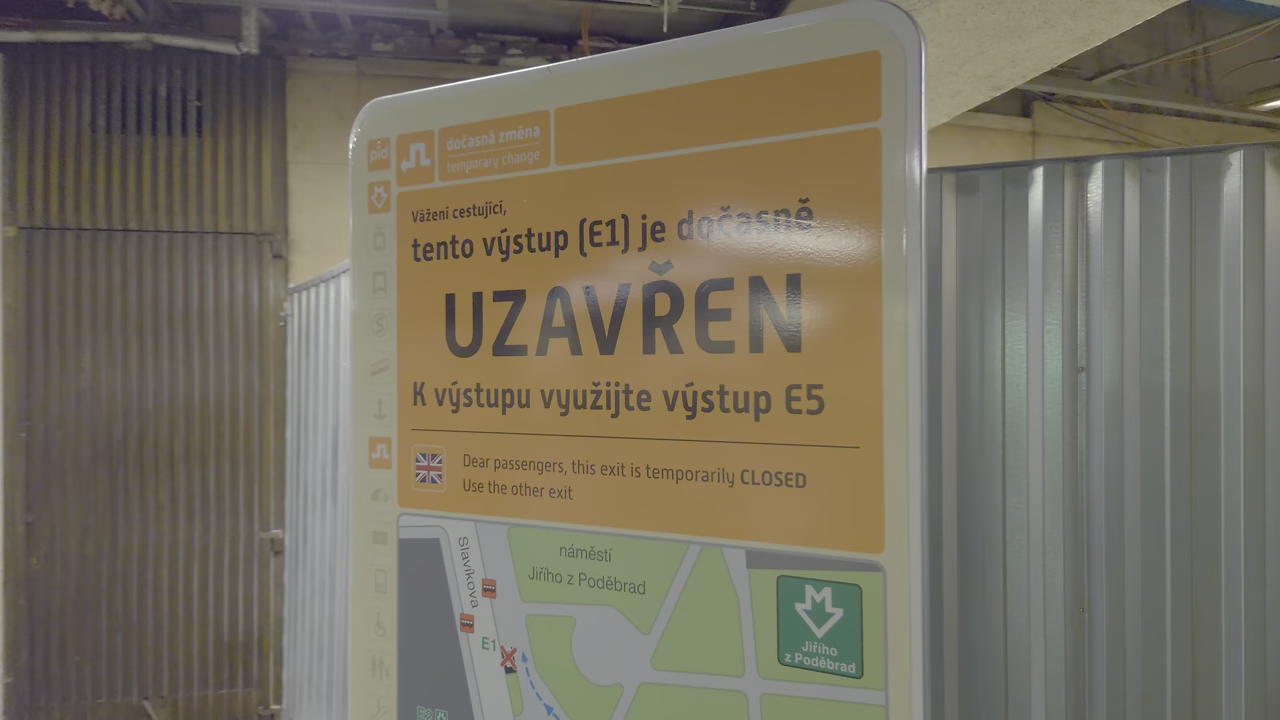 pid
dočasná změna
temporary change
Vážení cestující,
tento výstup (E1) je dočasně
UZAVŘEN
K výstupu využijte výstup E5
Dear passengers, this exit is temporarily CLOSED
Use the other exit
Slavíkova
náměstí
Jiřího z Poděbrad
E1
Jiřího
z Poděbrad
E2